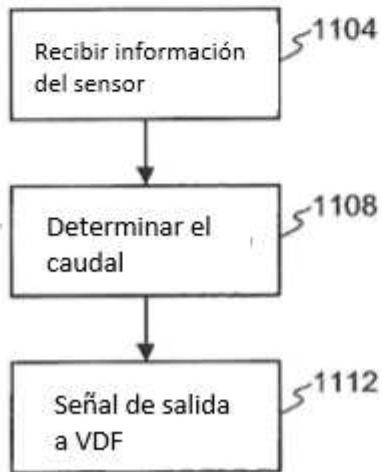 1104
Recibir información
del sensor
1108
Determinar el
caudal
1112
Señal de salida
a VDF